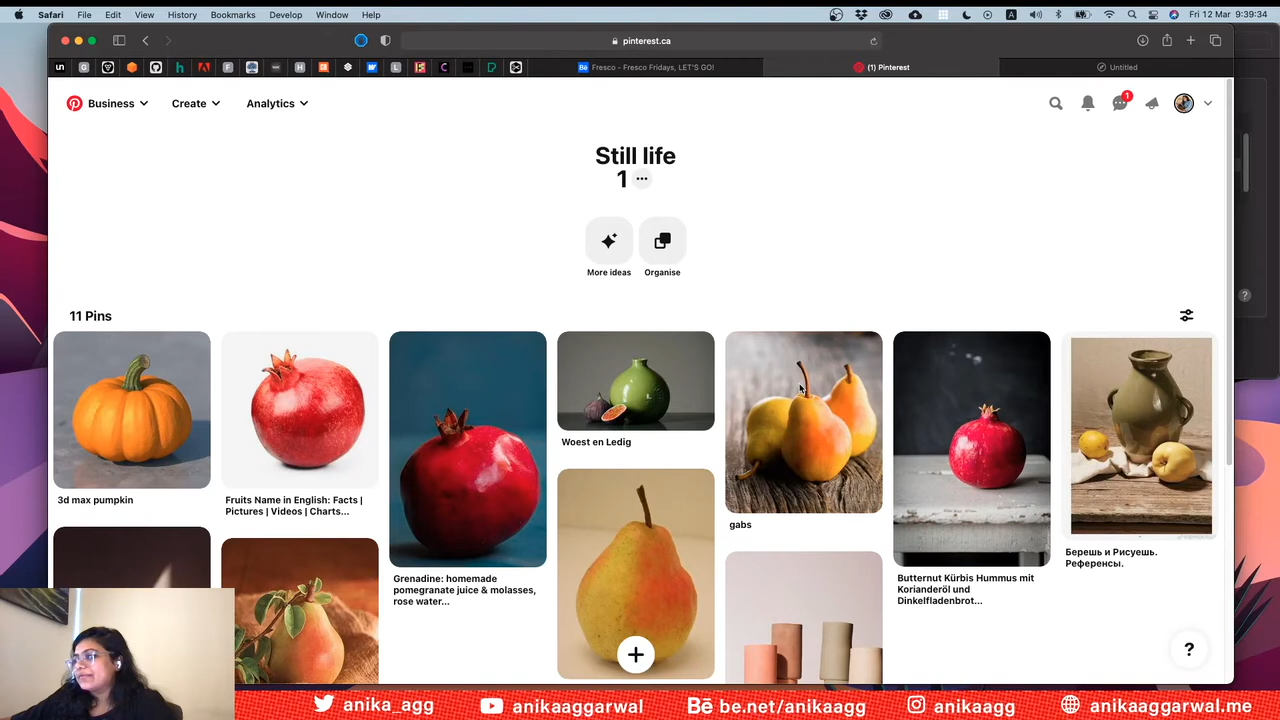 Safari File Edit View History Bookmarks Develop Window Help
A
Fri 12 Mar 9:39:34
pinterest.ca
Fresco - Fresco Fridays, LET'S GO!
(1) Pinterest
Untitled
Business Create Analytics
1
Still life
1 ...
More ideas Organise
11 Pins
3d max pumpkin
Fruits Name in English: Facts |
Pictures | Videos | Charts...
Grenadine: homemade
pomegranate juice & molasses,
rose water...
Woest en Ledig
gabs
Butternut Kürbis Hummus mit
Korianderöl und
Dinkelfladenbrot...
Берешь и Рисуешь.
Референсы.
?
anika_agg
anikaaggarwal
Bē be.net/anikaagg
anikaagg
anikaaggarwal.me